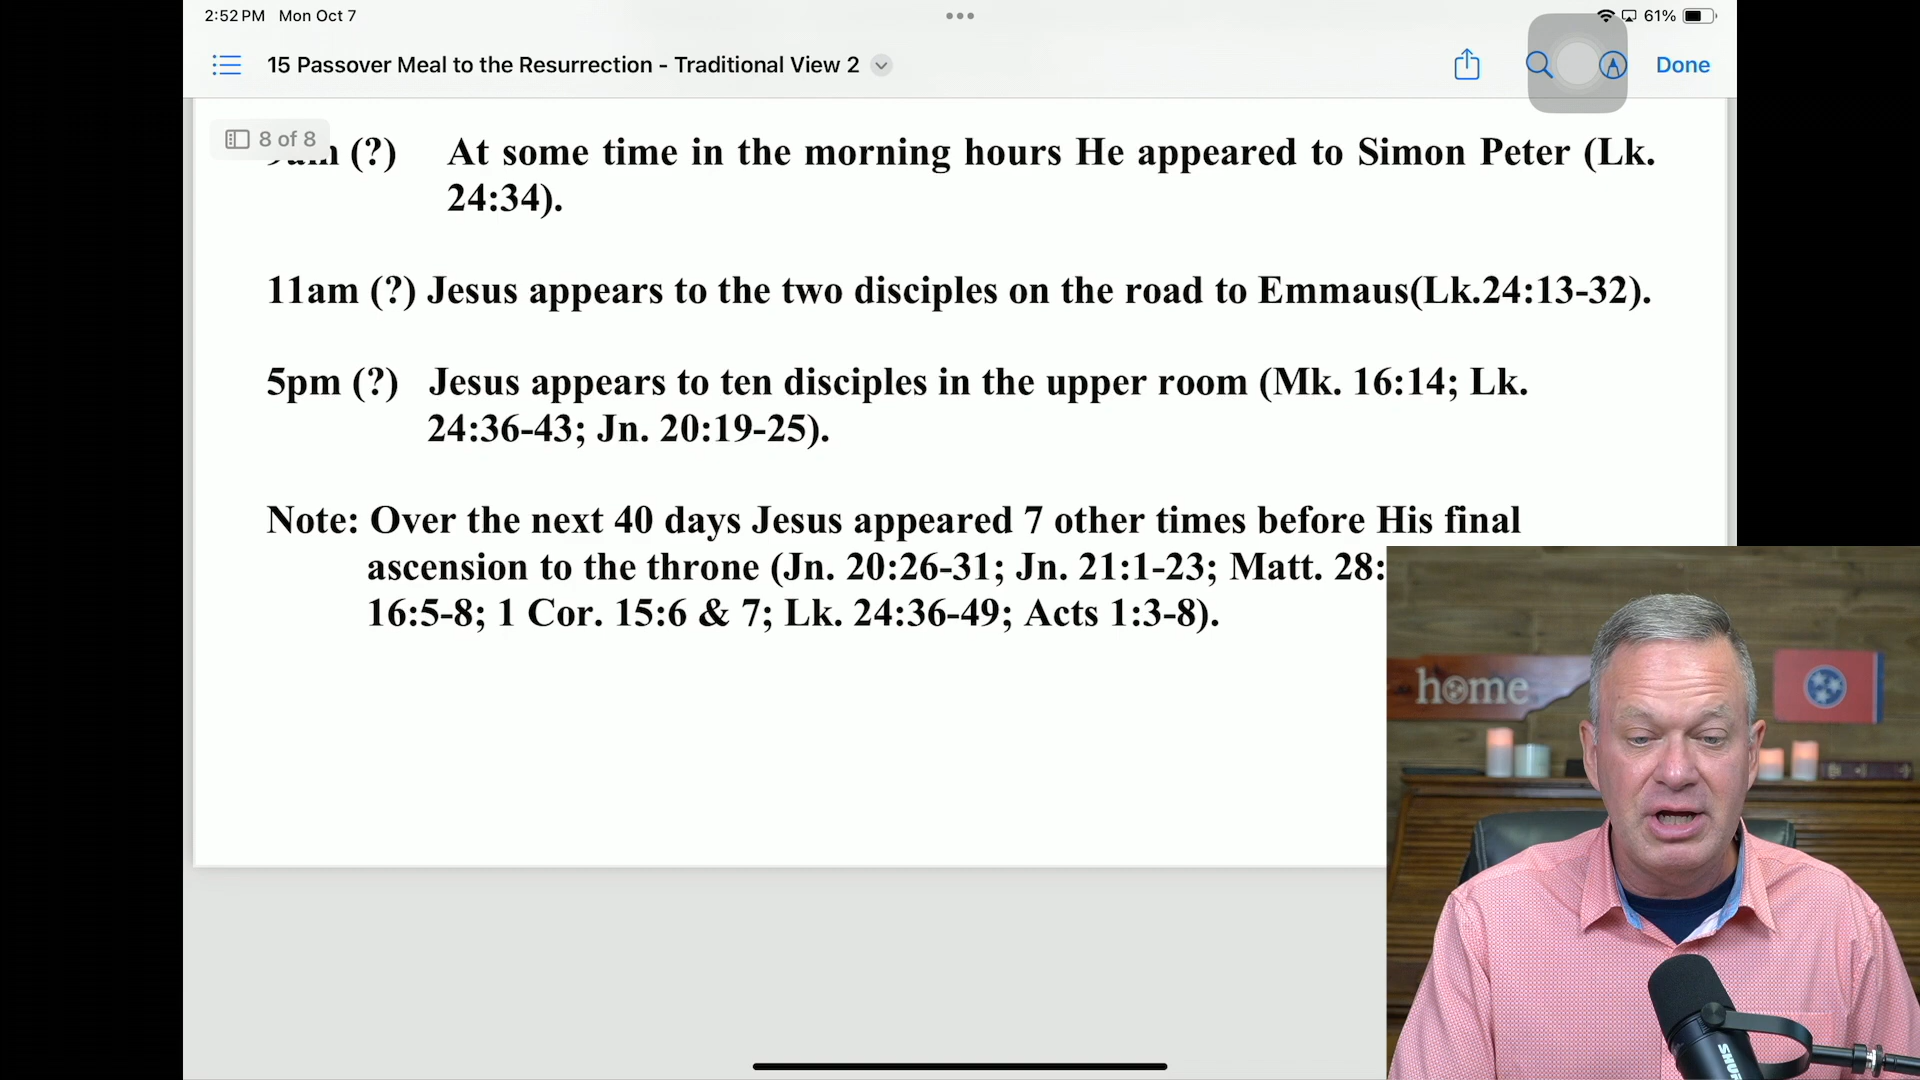 2:52 PM Mon Oct 7
61%
15 Passover Meal to the Resurrection - Traditional View 2
Done
8 of 8
(?) At some time in the morning hours He appeared to Simon Peter (Lk.
24:34).
11am (?) Jesus appears to the two disciples on the road to Emmaus(Lk.24:13-32).
5pm (?) Jesus appears to ten disciples in the upper room (Mk. 16:14; Lk.
24:36-43; Jn. 20:19-25).
Note: Over the next 40 days Jesus appeared 7 other times before His final
ascension to the throne (Jn. 20:26-31; Jn. 21:1-23; Matt. 28:
16:5-8; 1 Cor. 15:6 & 7; Lk. 24:36-49; Acts 1:3-8).
home